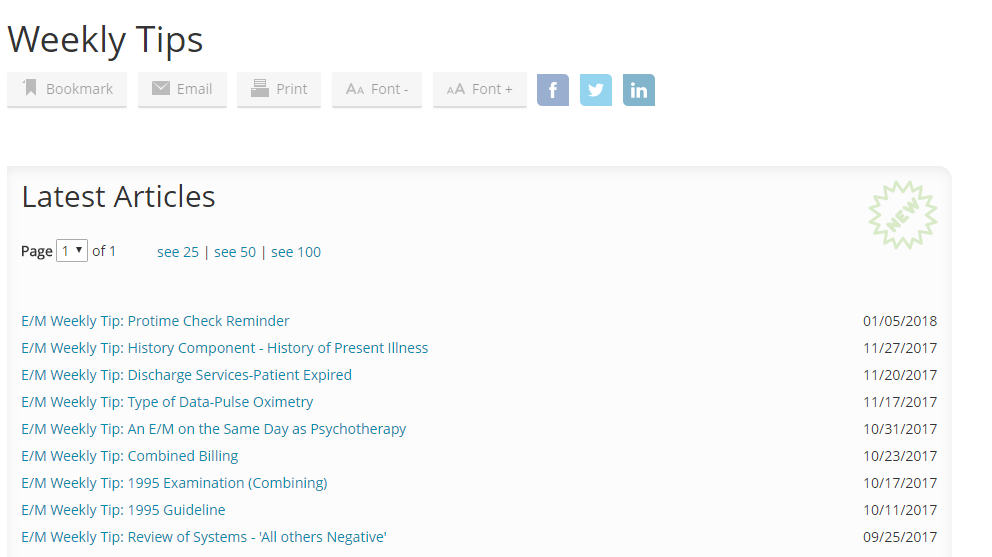 Weekly Tips
Bookmark Email Print AA Font - AA Font + f in
Latest Articles
NEW
Page 1 of 1 see 25 | see 50 | see 100
E/M Weekly Tip: Protime Check Reminder 01/05/2018
E/M Weekly Tip: History Component - History of Present Illness 11/27/2017
E/M Weekly Tip: Discharge Services-Patient Expired 11/20/2017
E/M Weekly Tip: Type of Data-Pulse Oximetry 11/17/2017
E/M Weekly Tip: An E/M on the Same Day as Psychotherapy 10/31/2017
E/M Weekly Tip: Combined Billing 10/23/2017
E/M Weekly Tip: 1995 Examination (Combining) 10/17/2017
E/M Weekly Tip: 1995 Guideline 10/11/2017
E/M Weekly Tip: Review of Systems - 'All others Negative' 09/25/2017